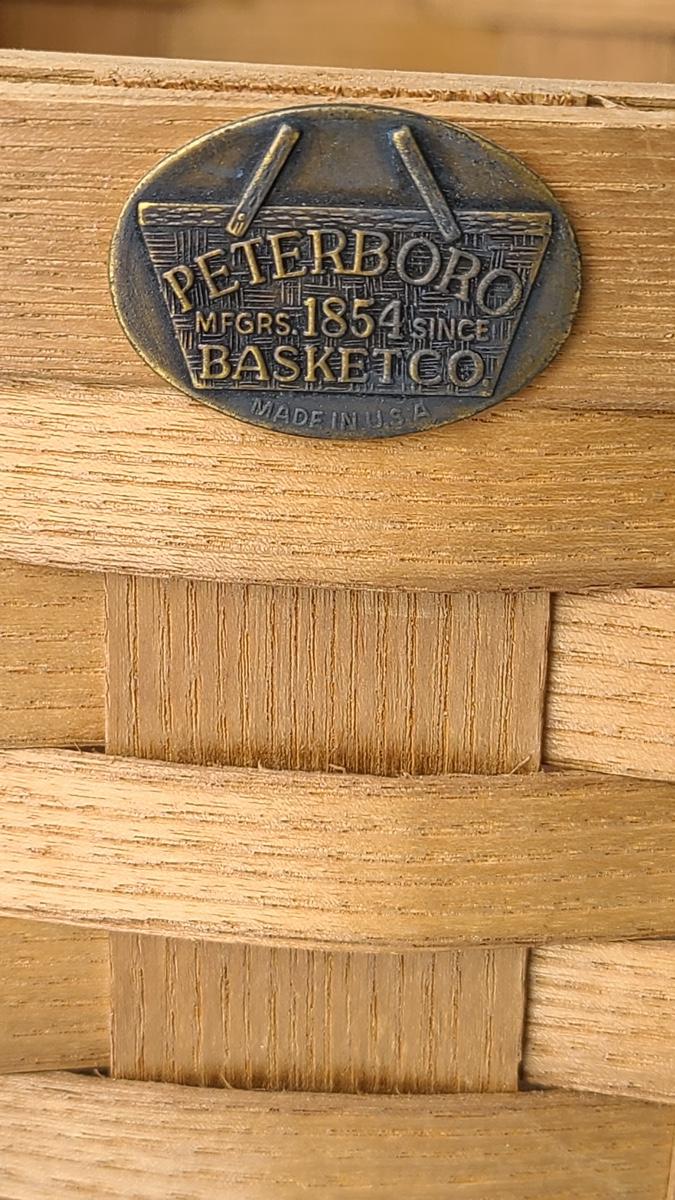 PETERBORO
MFGRS. 1854 SINCE
BASKET CO.
MADE IN U.S.A